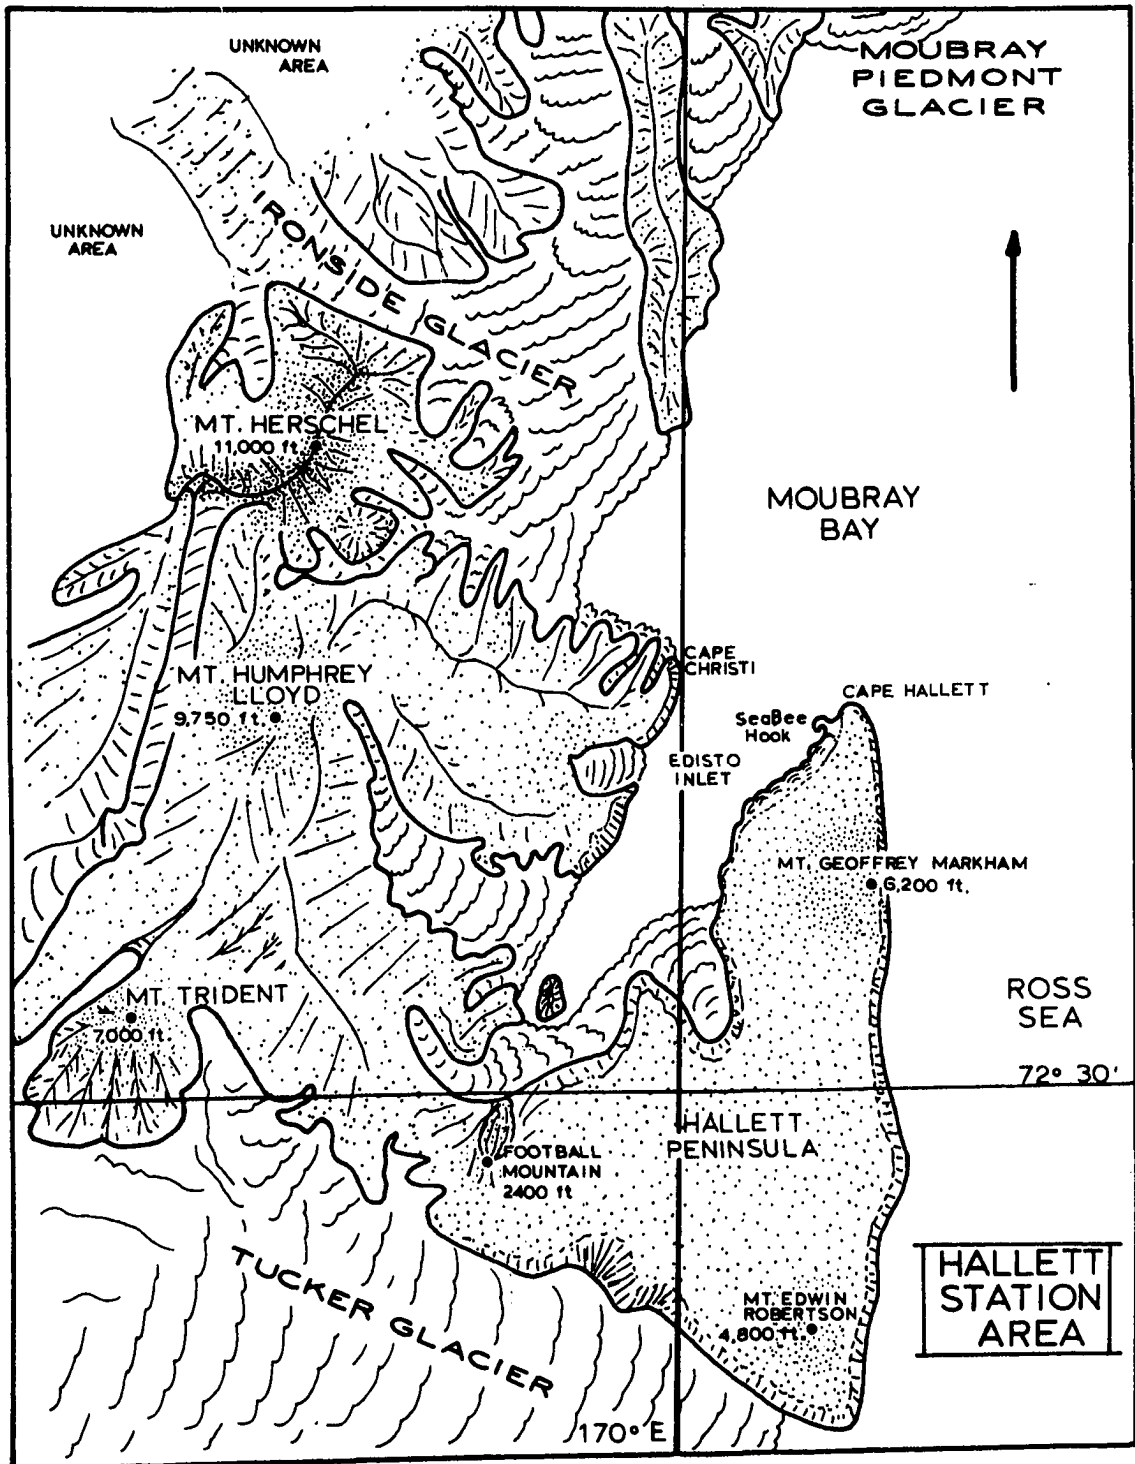 UNKNOWN
AREA
MOUBRAY
PIEDMONT
GLACIER
UNKNOWN
AREA
IRONSIDE GLACIER
MT. HERSCHEL
11,000 ft
MOUBRAY
BAY
CAPE
CHRISTI
MT. HUMPHREY
LLOYD
9,750 ft.
CAPE HALLETT
SeaBee
Hook
EDISTO
INLET
MT. GEOFFREY MARKHAM
6,200 ft.
MT. TRIDENT
7,000 ft
ROSS
SEA
72° 30'
HALLETT
PENINSULA
FOOTBALL
MOUNTAIN
2400 ft
TUCKER GLACIER
HALLETT
STATION
AREA
MT. EDWIN
ROBERTSON
4,800 ft.
170° E